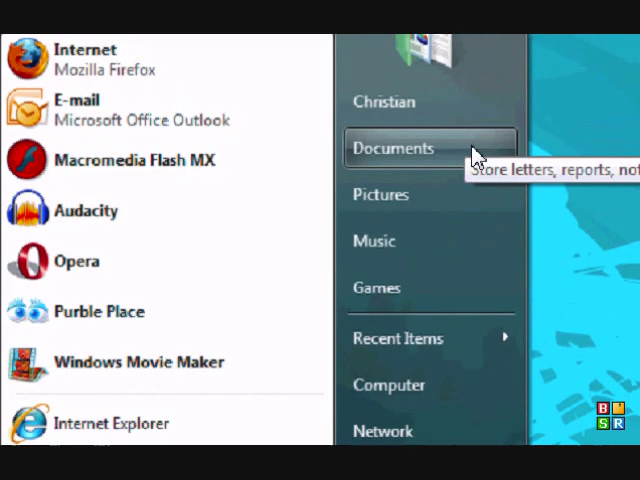 Internet
Mozilla Firefox
E-mail
Microsoft Office Outlook
Macromedia Flash MX
Audacity
Opera
Purble Place
Windows Movie Maker
Internet Explorer
Christian
Documents
Store letters, reports, not
Pictures
Music
Games
Recent Items
Computer
Network
B
S R